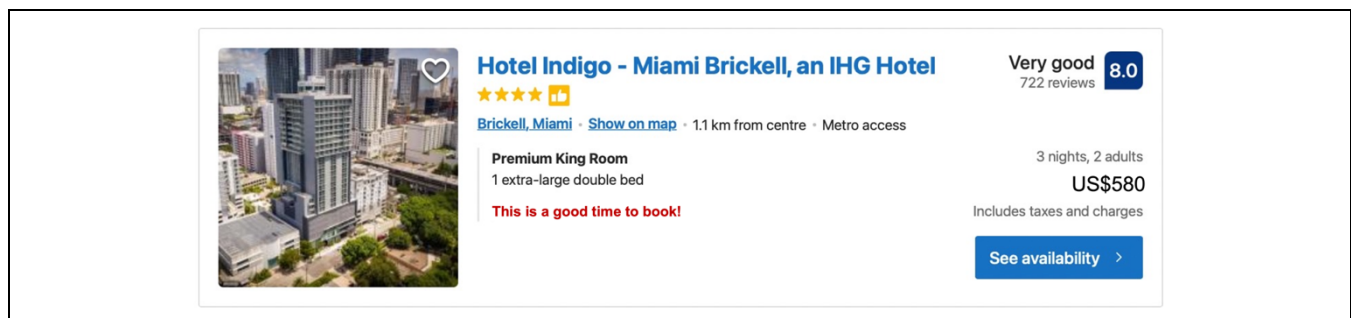 Hotel Indigo - Miami Brickell, an IHG Hotel
Very good
722 reviews
8.0
Brickell, Miami • Show on map • 1.1 km from centre • Metro access
Premium King Room
1 extra-large double bed
This is a good time to book!
3 nights, 2 adults
US$580
Includes taxes and charges
See availability